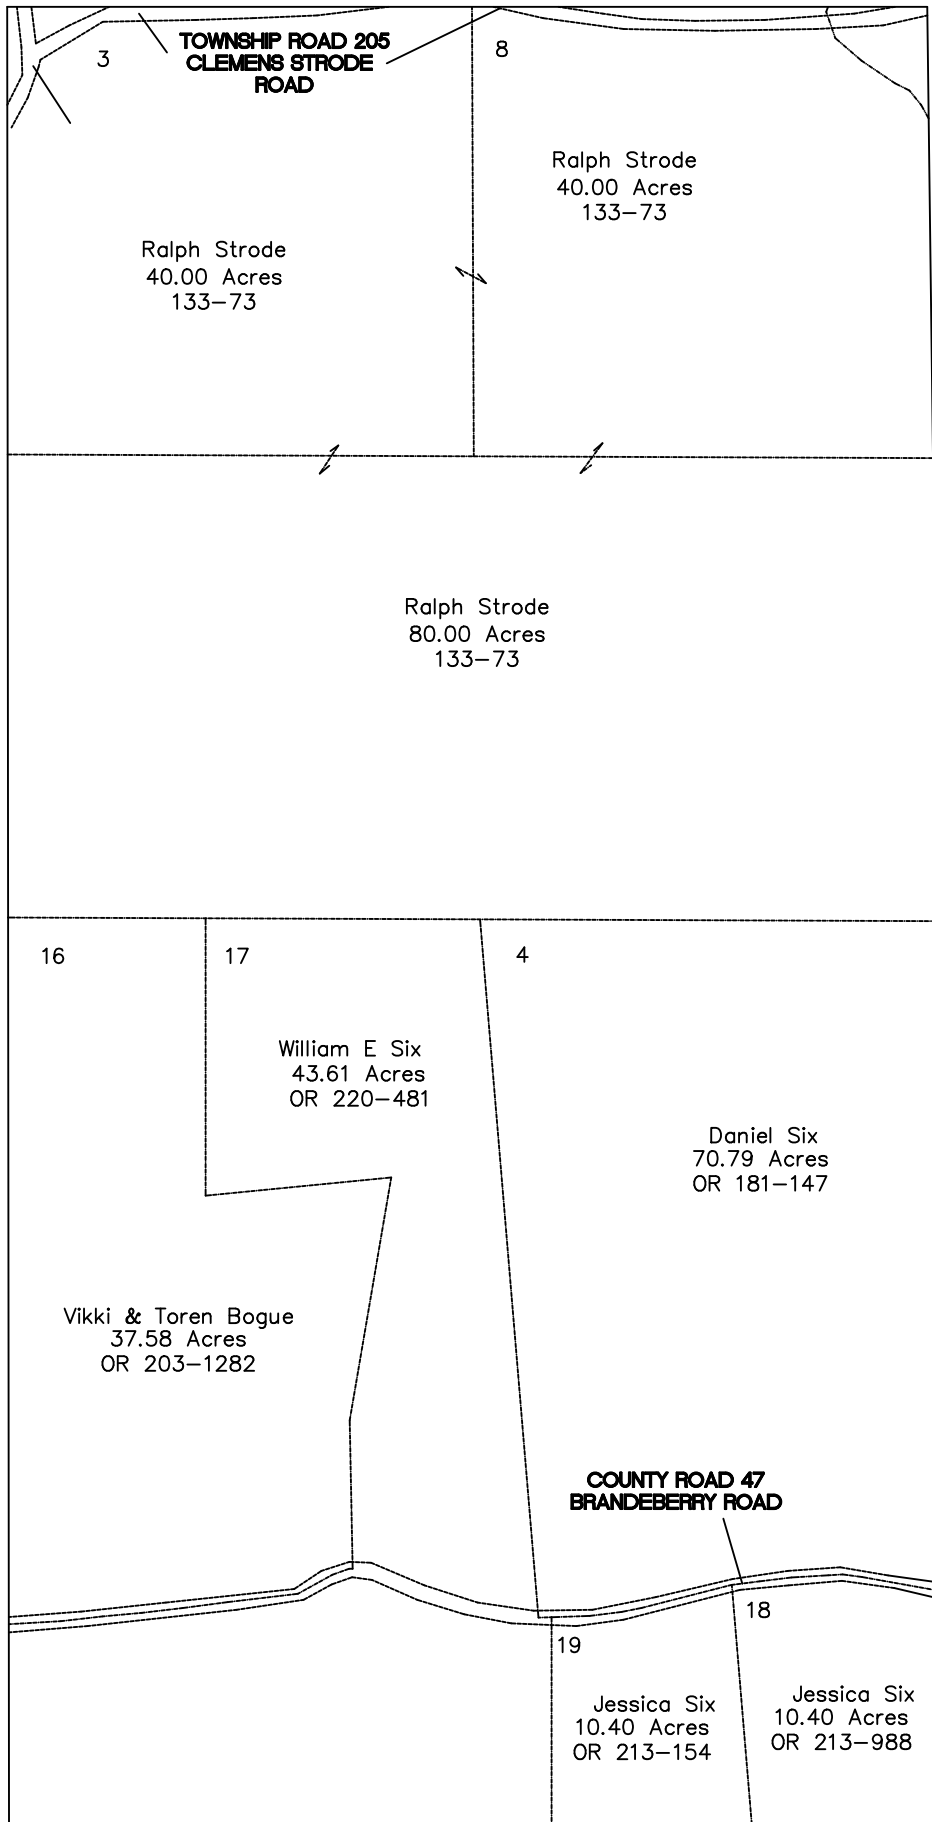 TOWNSHIP ROAD 205
CLEMENS STRODE
ROAD
3
8
Ralph Strode
40.00 Acres
133-73
Ralph Strode
40.00 Acres
133-73
Ralph Strode
80.00 Acres
133-73
16
17
4
William E Six
43.61 Acres
OR 220-481
Daniel Six
70.79 Acres
OR 181-147
Vikki & Toren Bogue
37.58 Acres
OR 203-1282
COUNTY ROAD 47
BRANDEBERRY ROAD
18
19
Jessica Six
10.40 Acres
OR 213-154
Jessica Six
10.40 Acres
OR 213-988